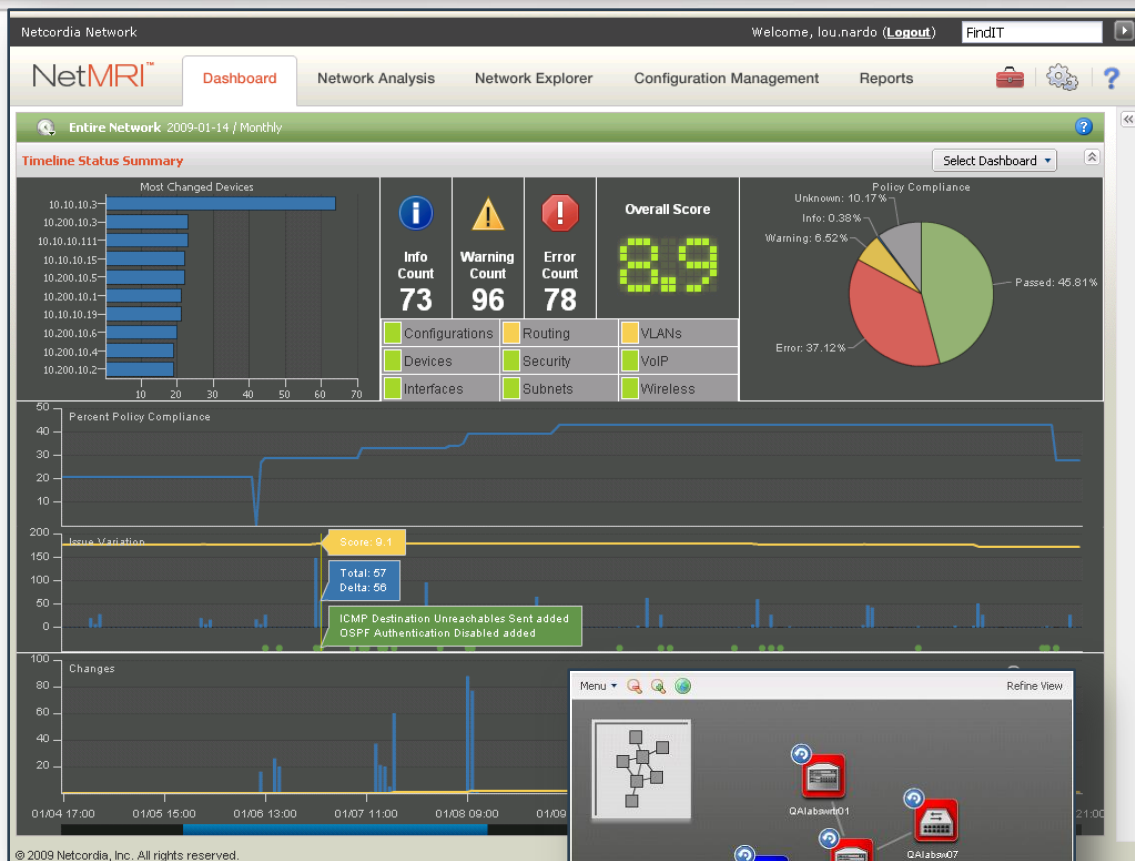 Netcordia Network
Welcome, lou.nardo (Logout)
FindIT
NetMRI™
Dashboard
Network Analysis
Network Explorer
Configuration Management
Reports
?
Entire Network 2009-01-14 / Monthly
?
Timeline Status Summary
Select Dashboard
Most Changed Devices
10.10.10.3
10.200.10.3
10.10.10.111
10.10.10.15
10.200.10.5
10.200.10.1
10.10.10.19
10.200.10.6
10.200.10.4
10.200.10.2
10 20 30 40 50 60 70
i
Info Count
73
!
Warning Count
96
!
Error Count
78
Overall Score
8.9
Configurations
Routing
VLANs
Devices
Security
VoIP
Interfaces
Subnets
Wireless
Policy Compliance
Unknown: 10.17%
Info: 0.38%
Warning: 6.52%
Passed: 45.81%
Error: 37.12%
Percent Policy Compliance
50
40
30
20
10
Issue Variation
200
150
100
50
0
Score: 9.1
Total: 57
Delta: 56
ICMP Destination Unreachables Sent added
OSPF Authentication Disabled added
Changes
100
80
60
40
20
01/04 17:00
01/05 15:00
01/06 13:00
01/07 11:00
01/08 09:00
01/09
21:00
Menu
Refine View
QAlabsw07
© 2009 Netcordia, Inc. All rights reserved.